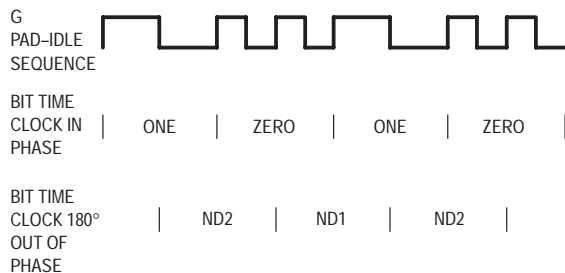 G
PAD–IDLE
SEQUENCE
BIT TIME
CLOCK IN
PHASE
ONE ZERO ONE ZERO
BIT TIME
CLOCK 180°
OUT OF
PHASE
ND2 ND1 ND2